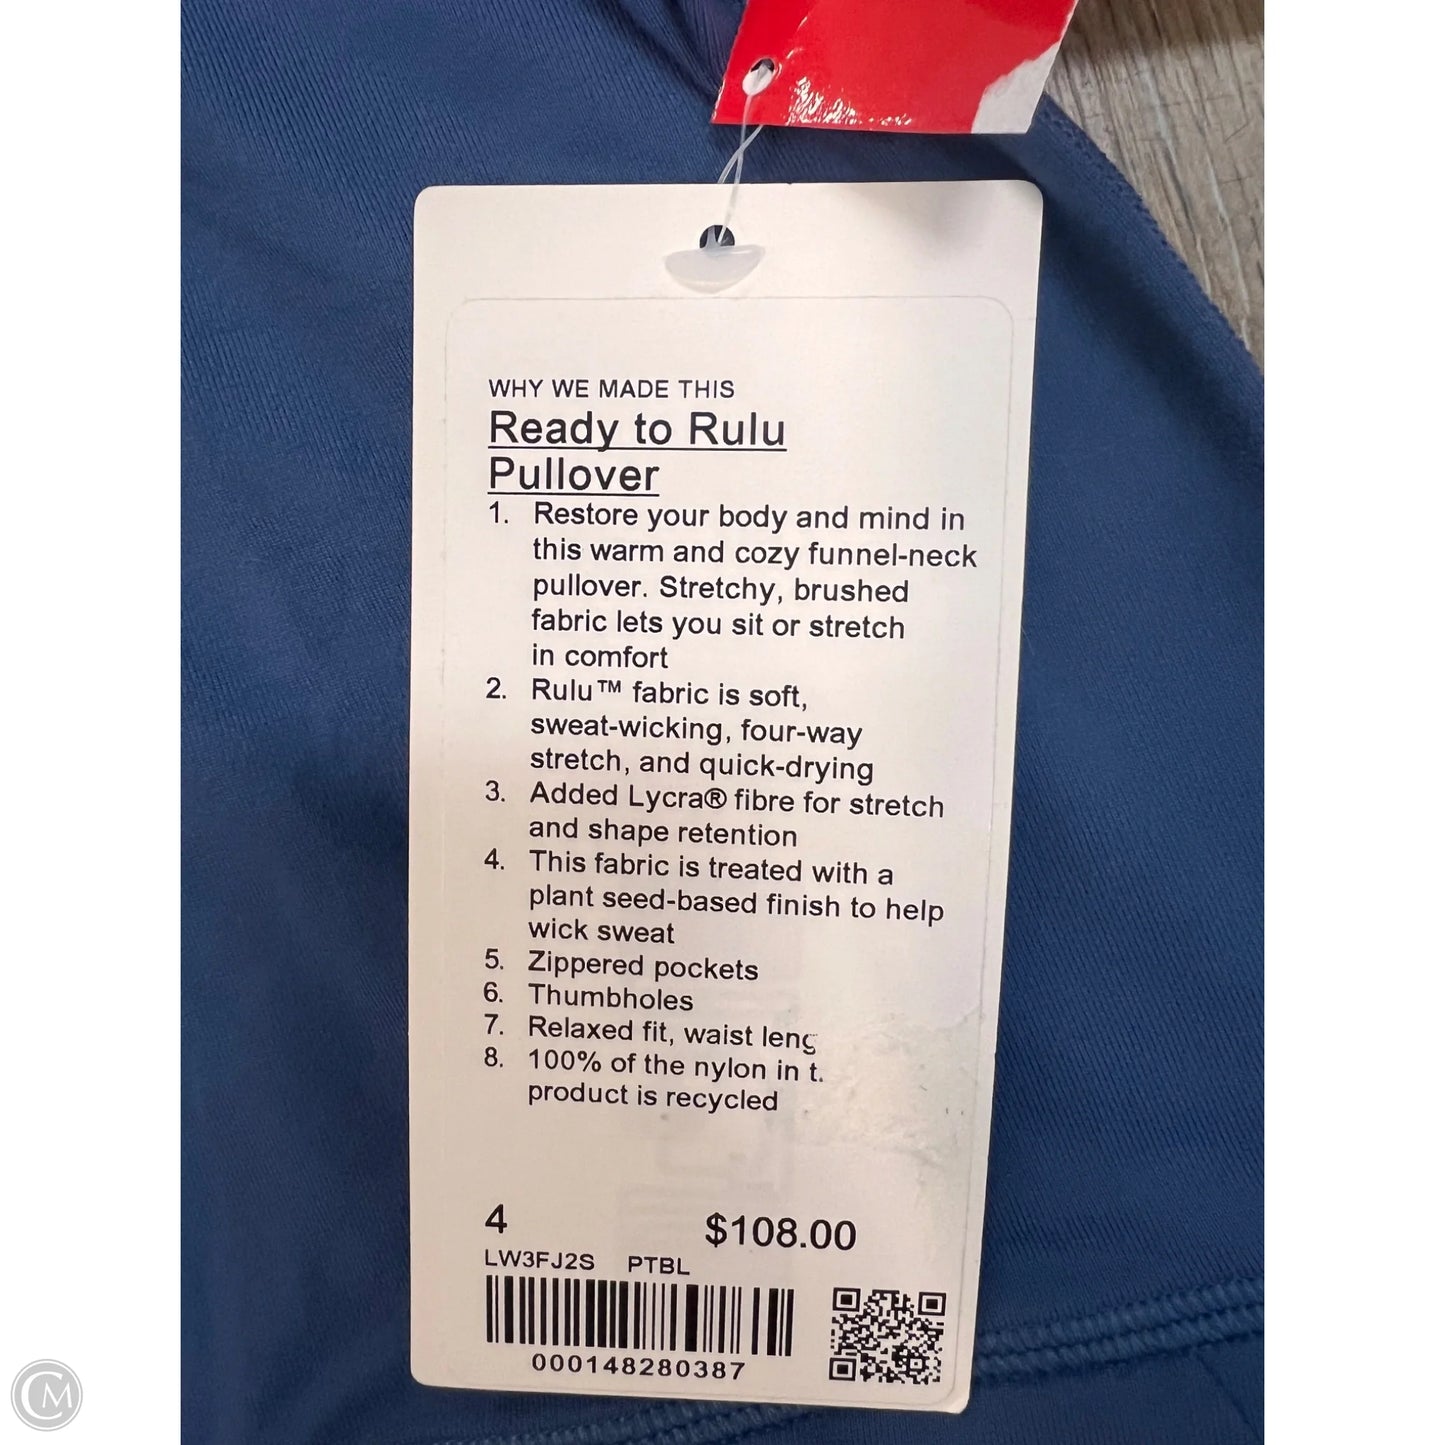 WHY WE MADE THIS
Ready to Rulu
Pullover
1. Restore your body and mind in
this warm and cozy funnel-neck
pullover. Stretchy, brushed
fabric lets you sit or stretch
in comfort
2. Rulu™ fabric is soft,
sweat-wicking, four-way
stretch, and quick-drying
3. Added Lycra® fibre for stretch
and shape retention
4. This fabric is treated with a
plant seed-based finish to help
wick sweat
5. Zippered pockets
6. Thumbholes
7. Relaxed fit, waist
8. 100% of the nylon in
product is recycled
4 $108.00
LW3FJ2S PTBL
000148280387
CM